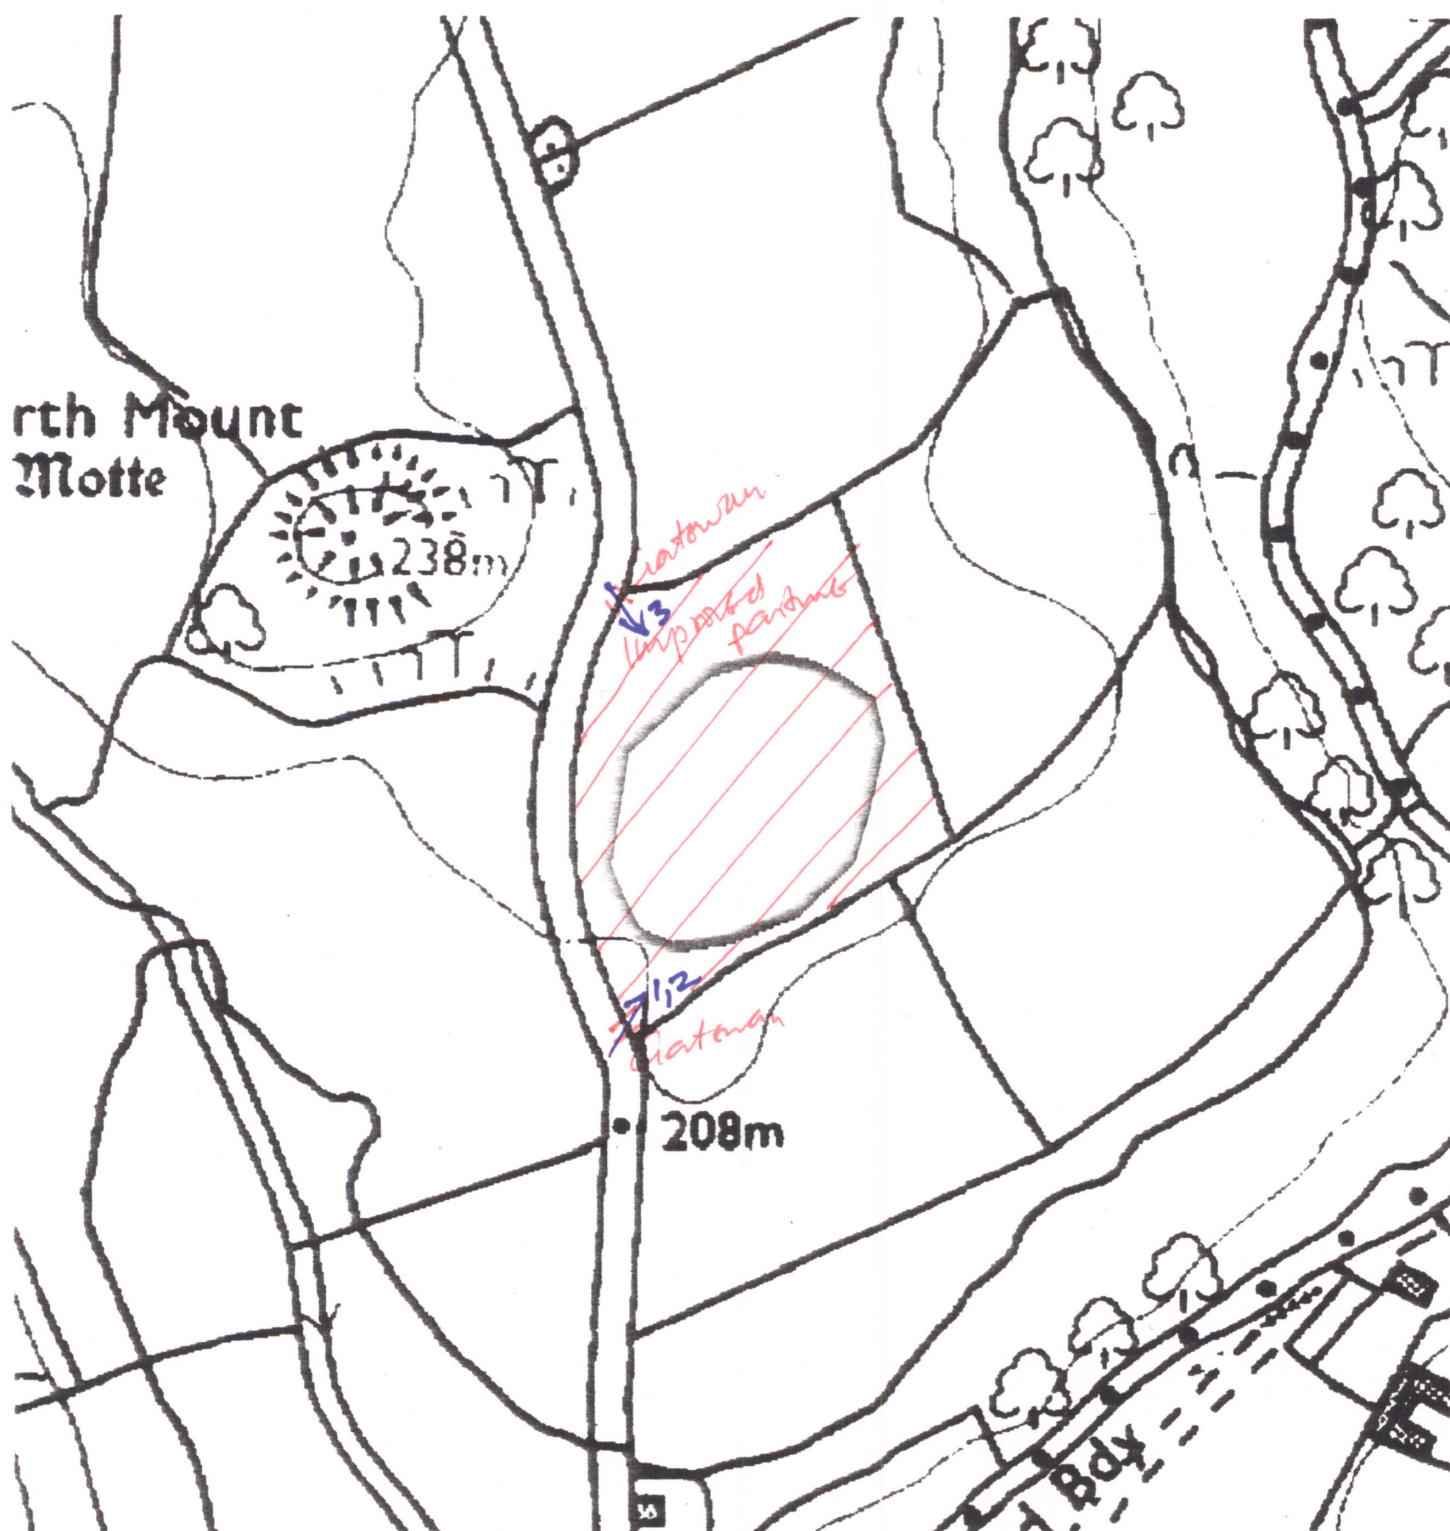 rth Mount
Motte
238m
Gateway
3
Improved
pasture
1,2
Gateway
208m
d Bdy